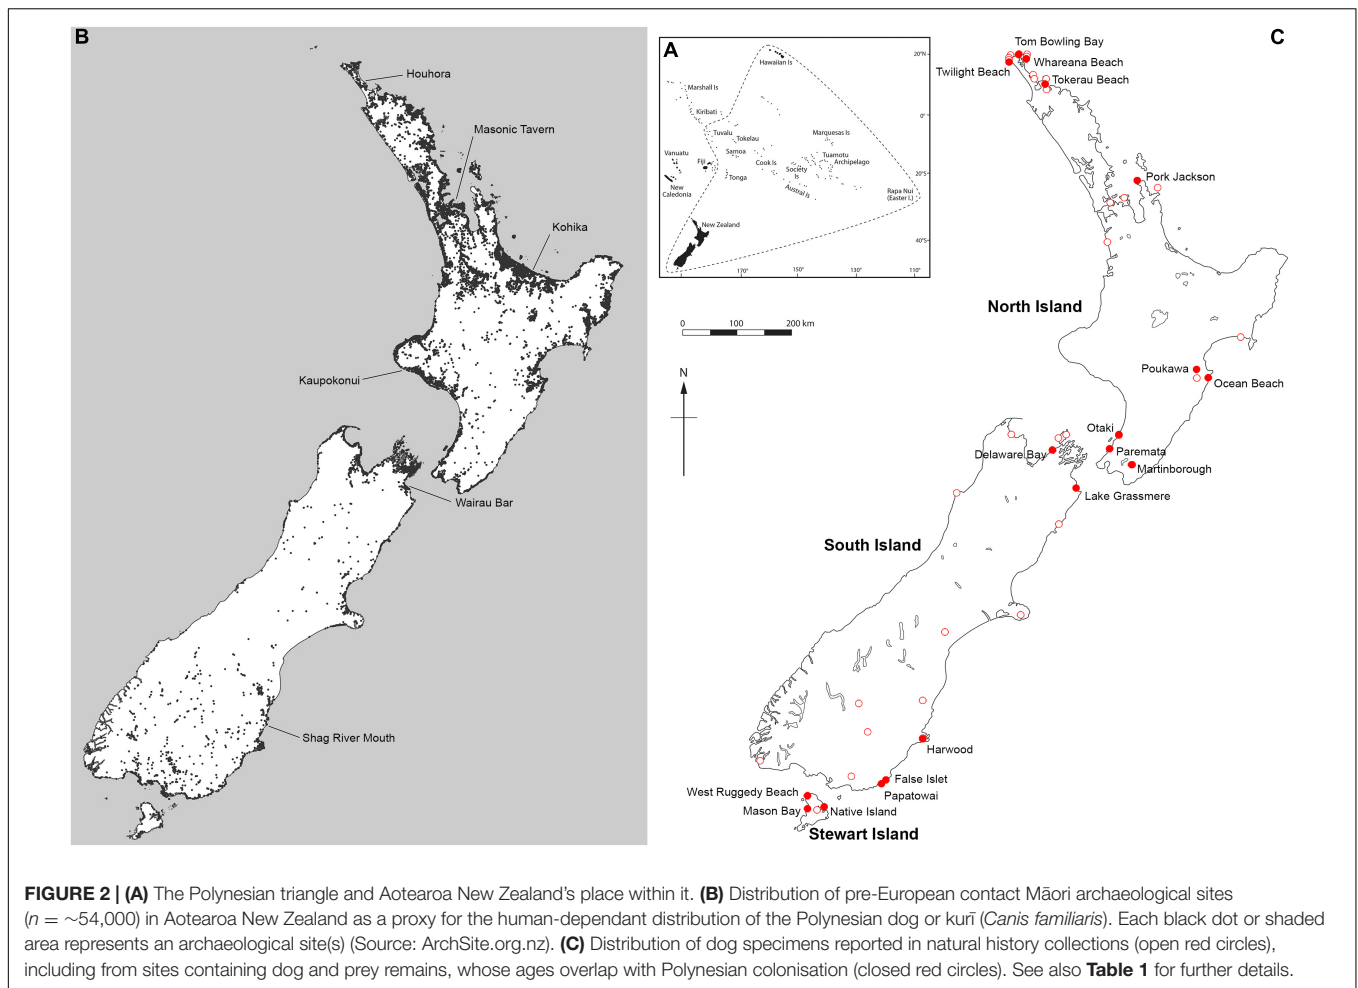 B
Houhora
Masonic Tavern
Kohika
Kaupokonui
Wairau Bar
Shag River Mouth
A
Hawaiian Is
Marshall Is
Kiribati
Tuvalu
Tokelau
Marquesas Is
Vanuatu
Fiji
Samoa
Cook Is
Society
Is
Tuamotu
Archipelago
New
Caledonia
Tonga
Austral Is
Rapa Nui
(Easter I.)
New Zealand
20°N
0°
20°S
40°S
170°
150°
130°
110°
0
100
200 km
N
C
Tom Bowling Bay
Whareana Beach
Twilight Beach
Tokerau Beach
Pork Jackson
North Island
Poukawa
Ocean Beach
Otaki
Paremata
Delaware Bay
Martinborough
Lake Grassmere
South Island
Harwood
False Islet
Papatowai
West Ruggedy Beach
Mason Bay
Native Island
Stewart Island
FIGURE 2 | (A) The Polynesian triangle and Aotearoa New Zealand's place within it. (B) Distribution of pre-European contact Māori archaeological sites
(n = ~54,000) in Aotearoa New Zealand as a proxy for the human-dependant distribution of the Polynesian dog or kurī (Canis familiaris). Each black dot or shaded
area represents an archaeological site(s) (Source: ArchSite.org.nz). (C) Distribution of dog specimens reported in natural history collections (open red circles),
including from sites containing dog and prey remains, whose ages overlap with Polynesian colonisation (closed red circles). See also Table 1 for further details.